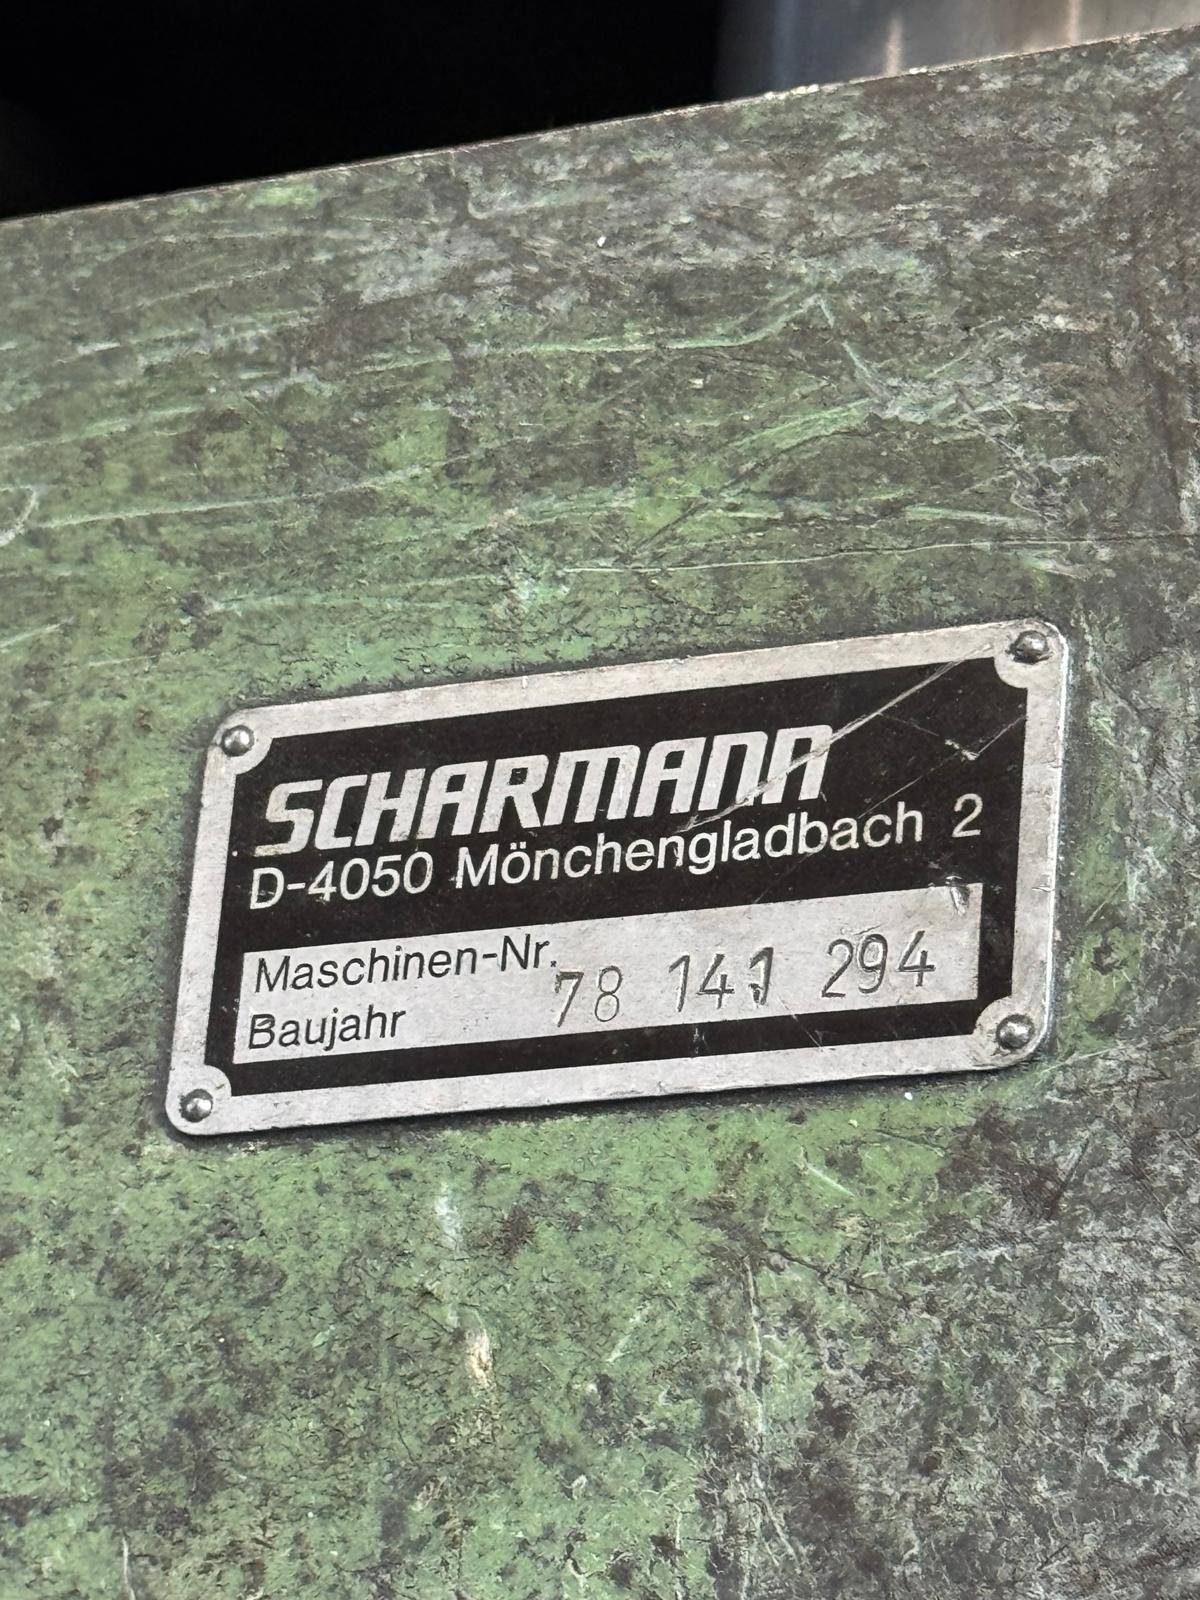 SCHARMANN
D-4050 Mönchengladbach 2
Maschinen-Nr. 78 141 294
Baujahr